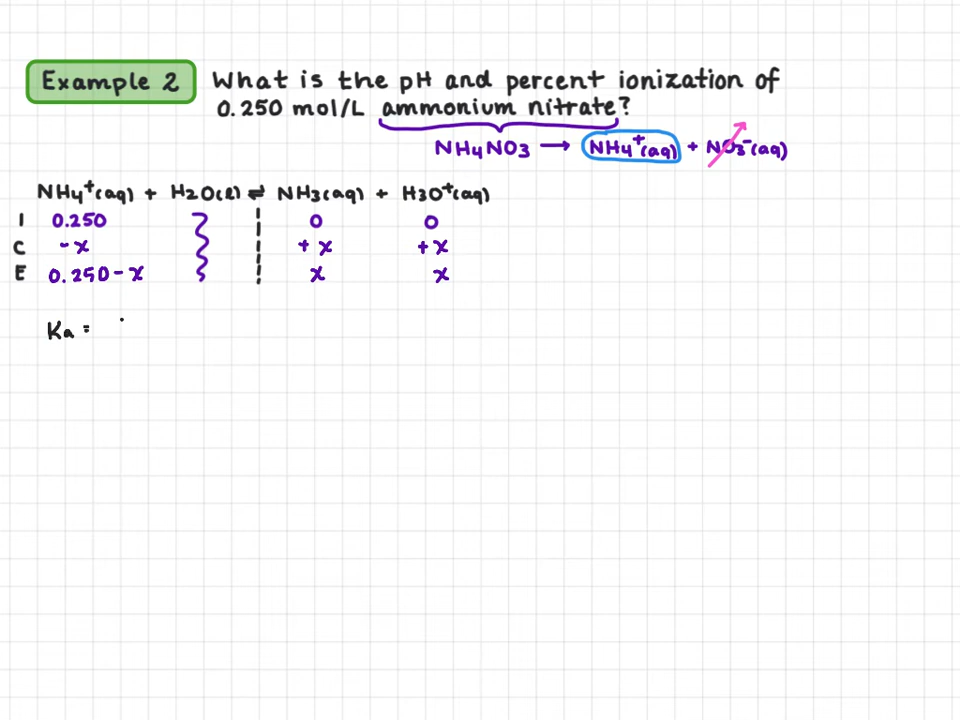 Example 2 What is the pH and percent ionization of
0.250 mol/L ammonium nitrate?
NH4NO3 → NH4+(aq) + NO3-(aq)
NH4+(aq) + H2O(l) ⇌ NH3(aq) + H3O+(aq)
I 0.250 0 0
C -x +x +x
E 0.250-x x x
Ka =